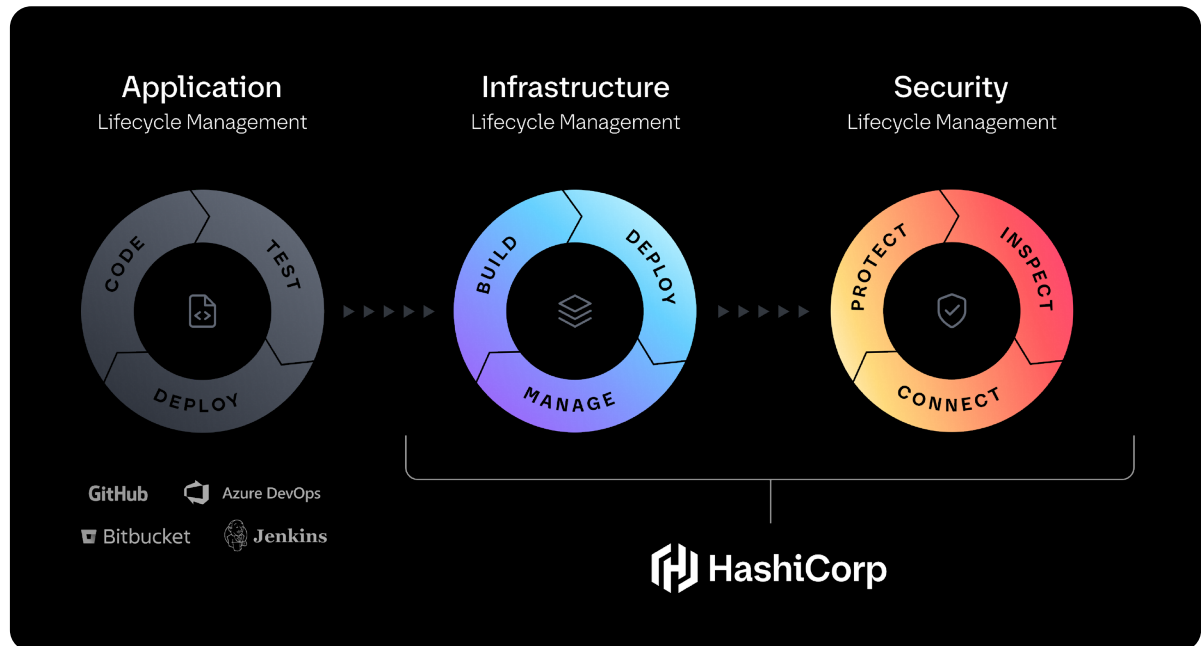 Application
Lifecycle Management
Infrastructure
Lifecycle Management
Security
Lifecycle Management
CODE
TEST
DEPLOY
BUILD
DEPLOY
MANAGE
PROTECT
INSPECT
CONNECT
GitHub
Azure DevOps
Bitbucket
Jenkins
HashiCorp